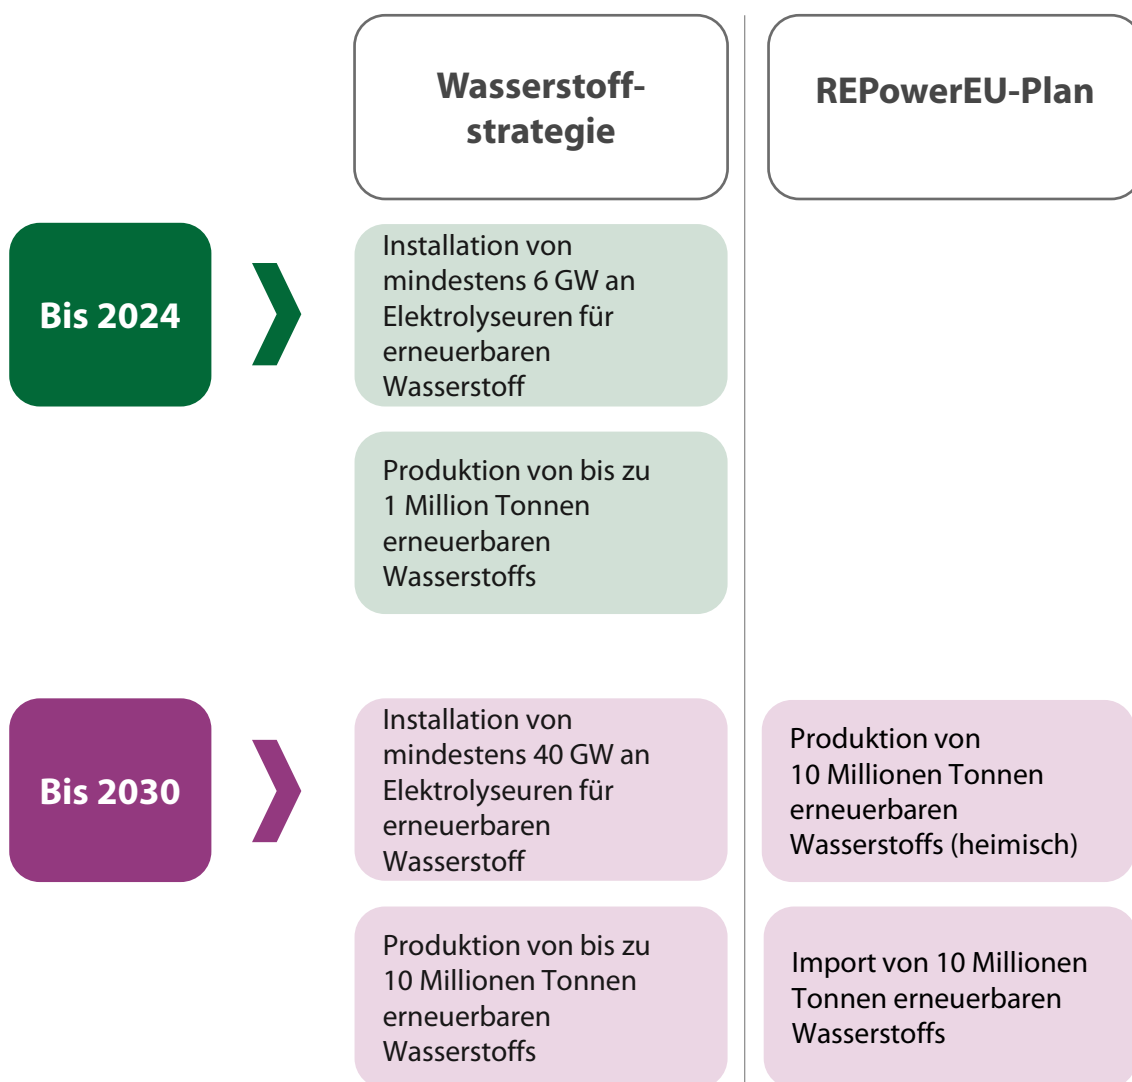 Wasserstoff-
strategie
REPowerEU-Plan
Bis 2024
Installation von
mindestens 6 GW an
Elektrolyseuren für
erneuerbaren
Wasserstoff
Produktion von bis zu
1 Million Tonnen
erneuerbaren
Wasserstoffs
Bis 2030
Installation von
mindestens 40 GW an
Elektrolyseuren für
erneuerbaren
Wasserstoff
Produktion von
10 Millionen Tonnen
erneuerbaren
Wasserstoffs (heimisch)
Produktion von bis zu
10 Millionen Tonnen
erneuerbaren
Wasserstoffs
Import von 10 Millionen
Tonnen erneuerbaren
Wasserstoffs